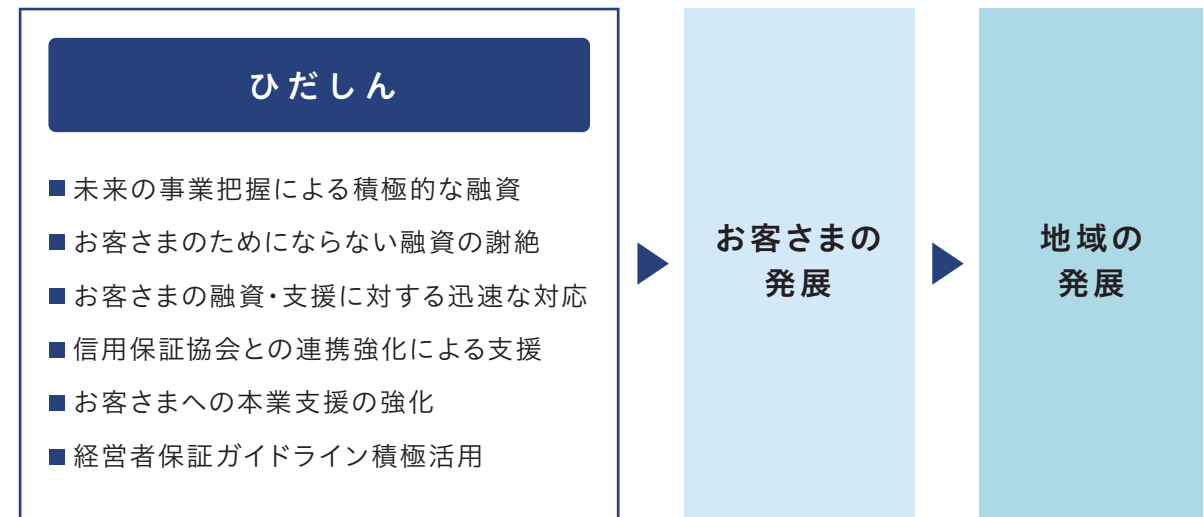 ひだしん
■未来の事業把握による積極的な融資
■お客さまのためにならない融資の謝絶
■お客さまの融資・支援に対する迅速な対応
■信用保証協会との連携強化による支援
■お客さまへの本業支援の強化
■経営者保証ガイドライン積極活用
お客さまの
発展
地域の
発展